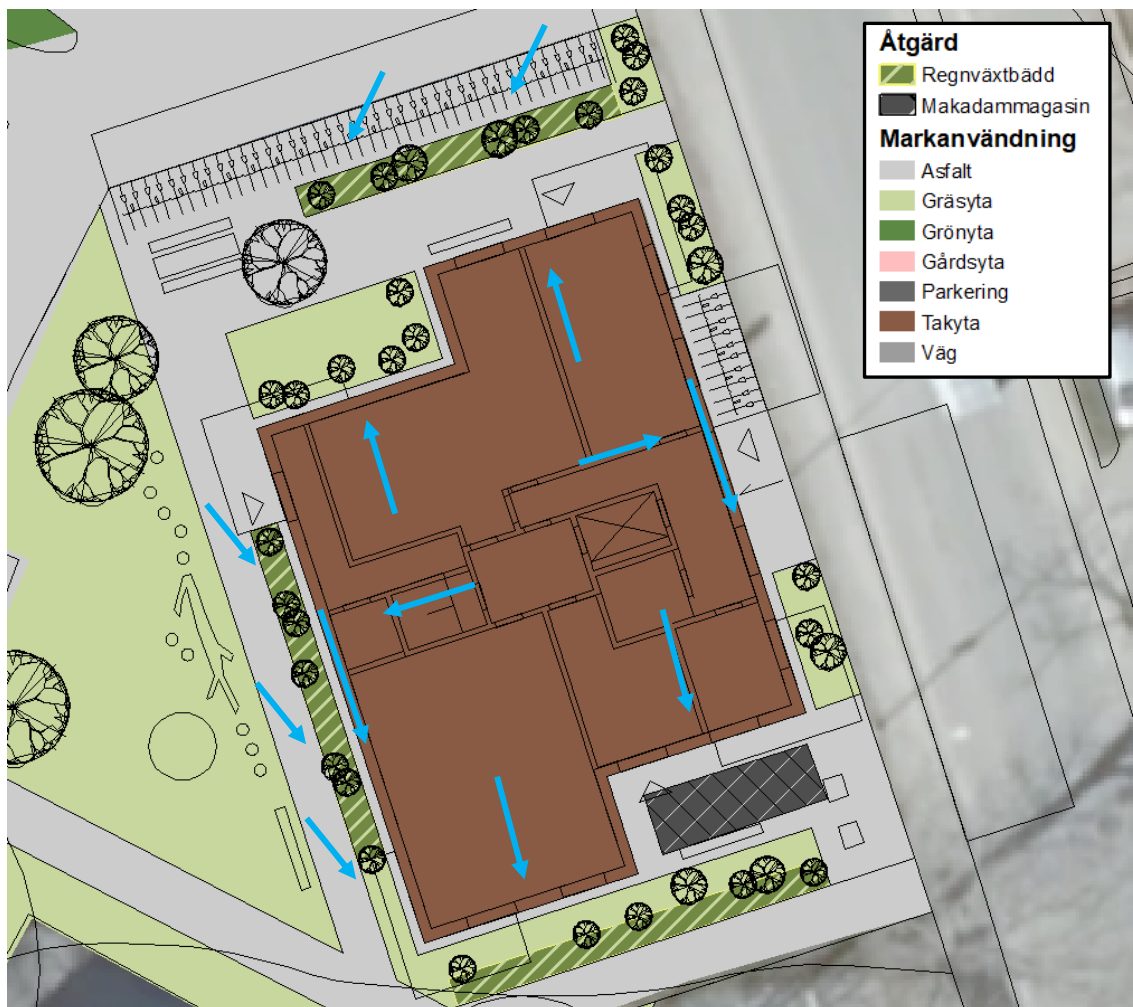 Åtgärd
Regnväxtbädd
Makadammagasin
Markanvändning
Asfalt
Gräsyta
Grönyta
Gårdsyta
Parkering
Takyta
Väg